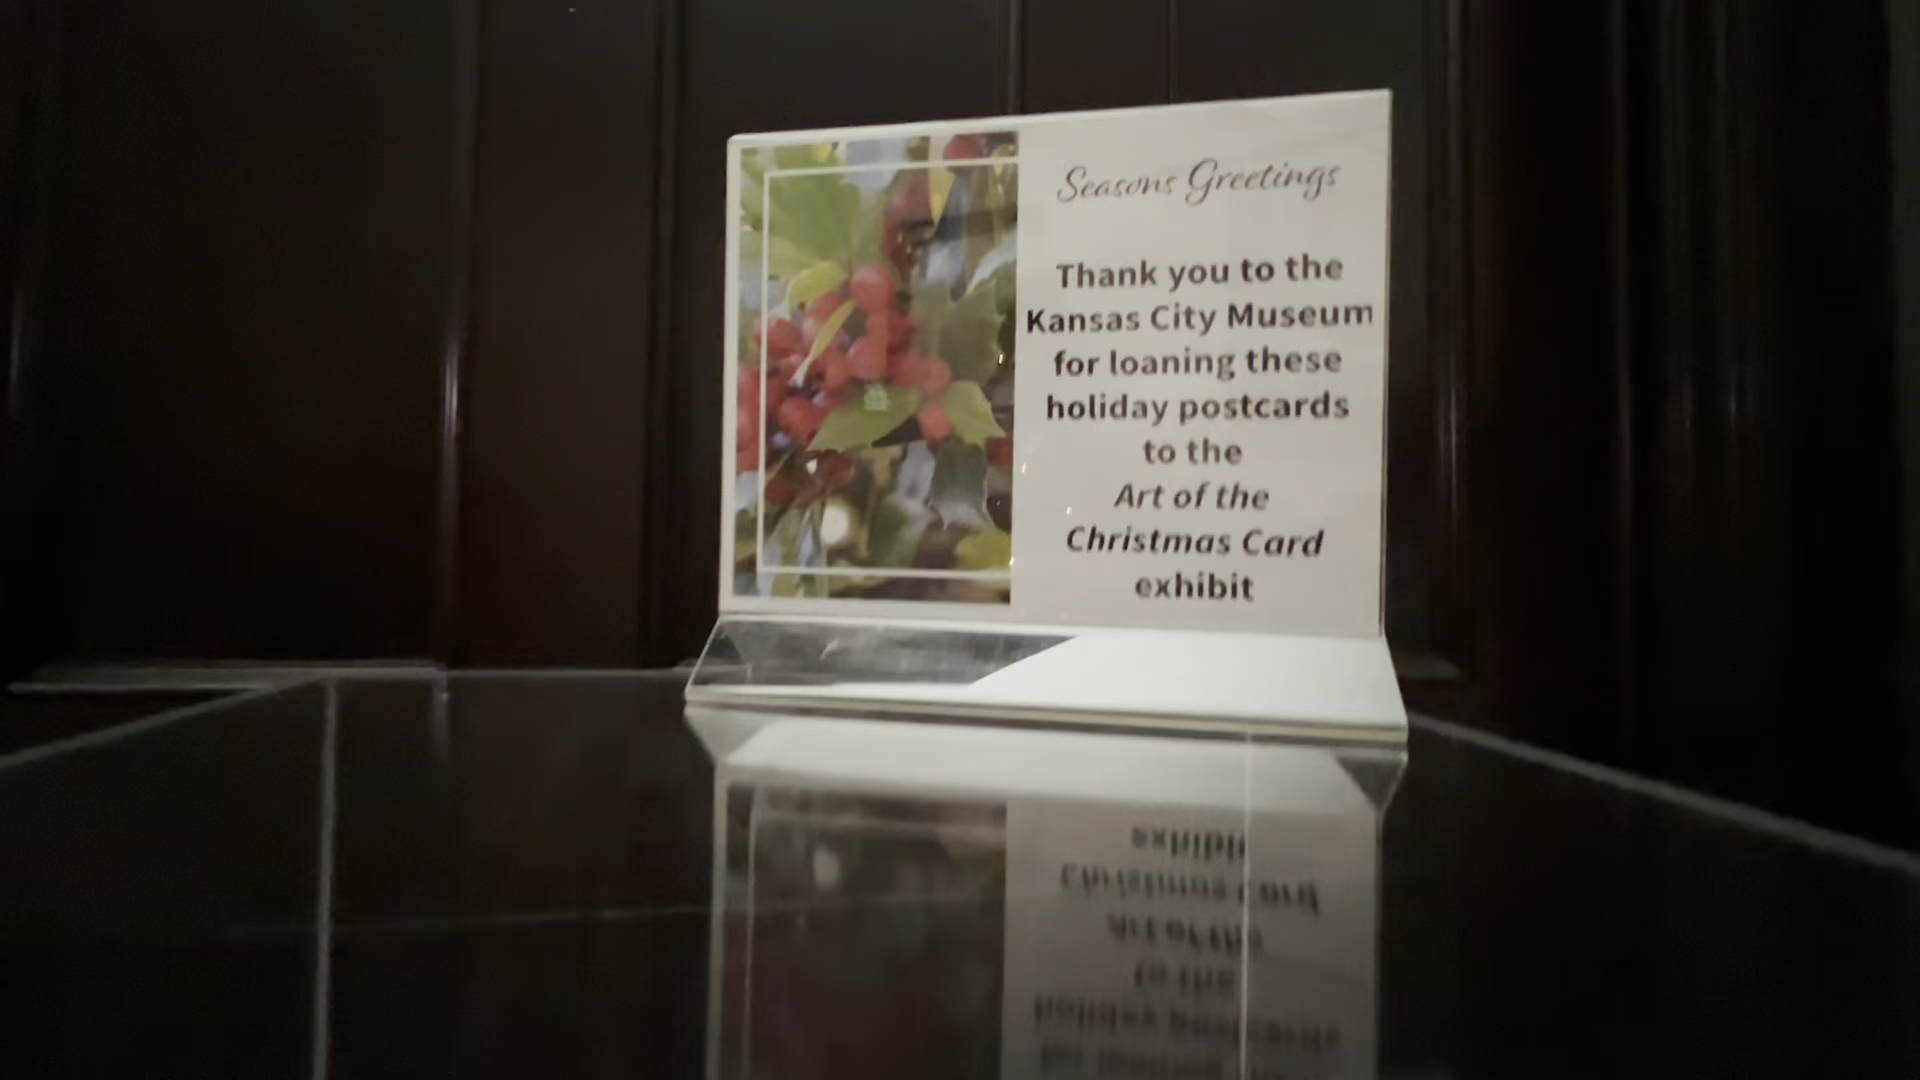 Seasons Greetings
Thank you to the
Kansas City Museum
for loaning these
holiday postcards
to the
Art of the
Christmas Card
exhibit